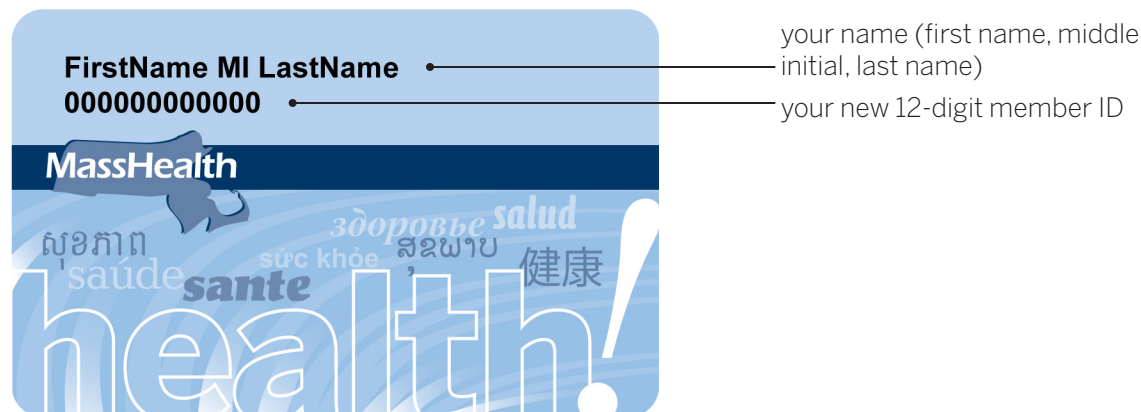 FirstName MI LastName
000000000000
your name (first name, middle
initial, last name)
your new 12-digit member ID
MassHealth
здоровье salud
សុខភាព
sức khỏe
ສຸຂພາບ
健康
saúde
sante
health!